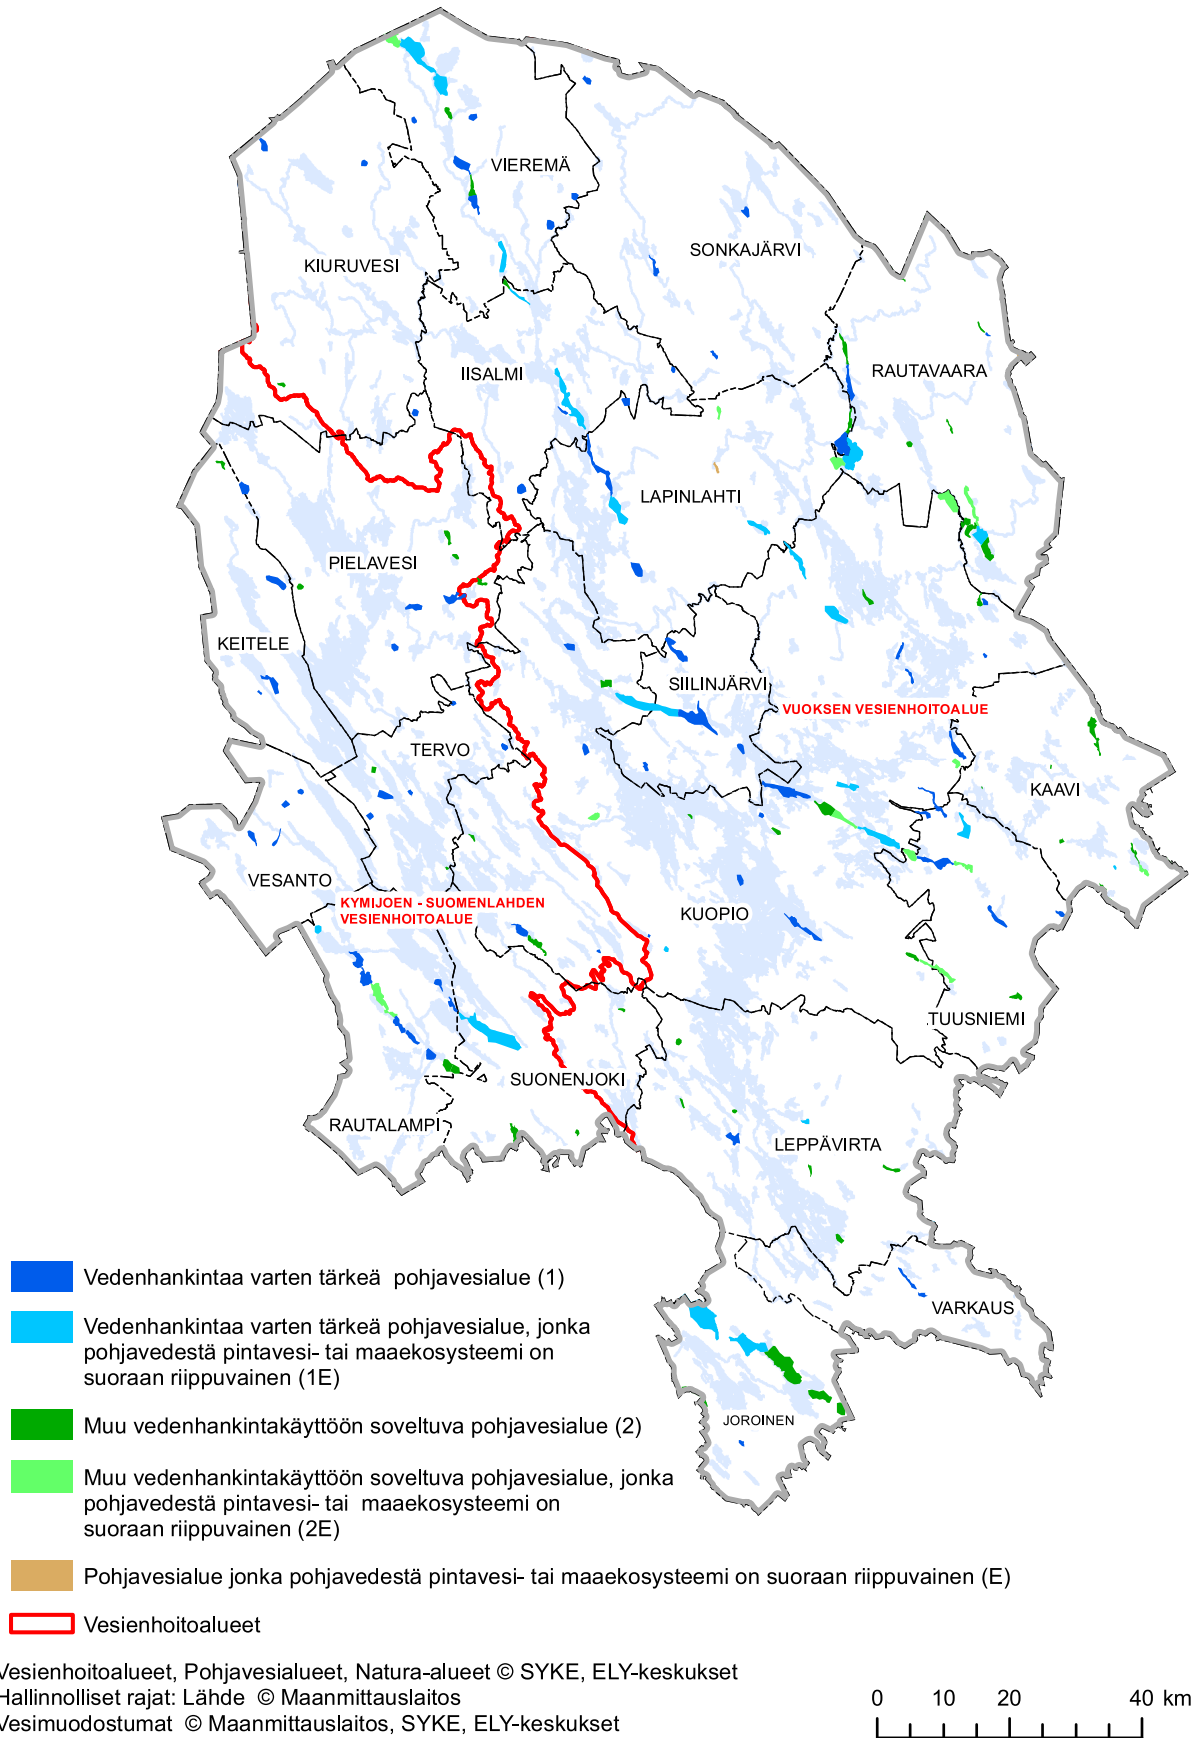 VIEREMÄ
SONKAJÄRVI
KIURUVESI
IISALMI
RAUTAVAARA
LAPINLAHTI
PIELAVESI
KEITELE
SIILINJÄRVI
VUOKSEN VESIENHOITOALUE
TERVO
KAAVI
VESANTO
KYMIJOEN - SUOMENLAHDEN
VESIENHOITOALUE
KUOPIO
TUUSNIEMI
SUONENJOKI
RAUTALAMPI
LEPPÄVIRTA
VARKAUS
JOROINEN
Vedenhankintaa varten tärkeä pohjavesialue (1)
Vedenhankintaa varten tärkeä pohjavesialue, jonka
pohjavedestä pintavesi- tai maaekosysteemi on
suoraan riippuvainen (1E)
Muu vedenhankintakäyttöön soveltuva pohjavesialue (2)
Muu vedenhankintakäyttöön soveltuva pohjavesialue, jonka
pohjavedestä pintavesi- tai maaekosysteemi on
suoraan riippuvainen (2E)
Pohjavesialue jonka pohjavedestä pintavesi- tai maaekosysteemi on suoraan riippuvainen (E)
Vesienhoitoalueet
Vesienhoitoalueet, Pohjavesialueet, Natura-alueet © SYKE, ELY-keskukset
Hallinnolliset rajat: Lähde © Maanmittauslaitos
Vesimuodostumat © Maanmittauslaitos, SYKE, ELY-keskukset
0 10 20 40 km